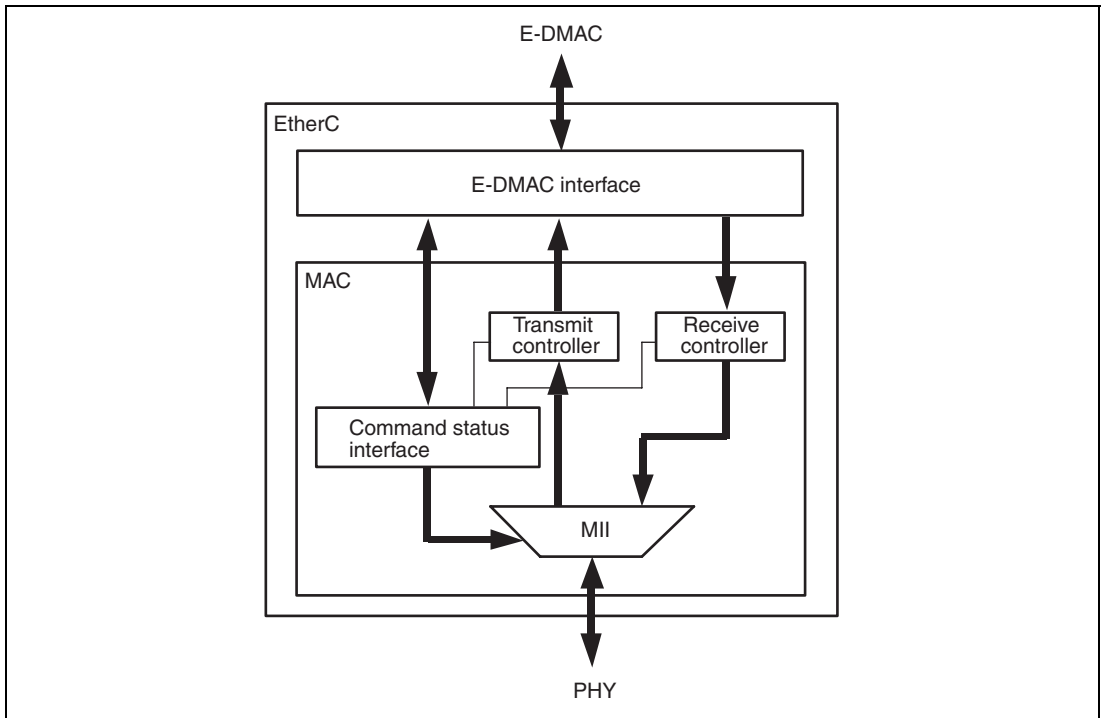 E-DMAC
EtherC
E-DMAC interface
MAC
Transmit
controller
Receive
controller
Command status
interface
MII
PHY